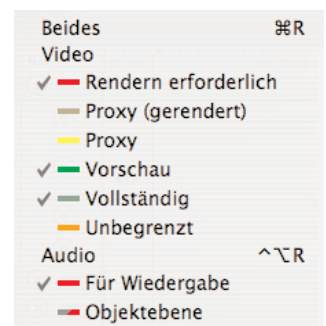 Beides ⌘R
Video
✓ Rendern erforderlich
Proxy (gerendert)
Proxy
✓ Vorschau
✓ Vollständig
Unbegrenzt
Audio ^⌥R
✓ Für Wiedergabe
Objektebene